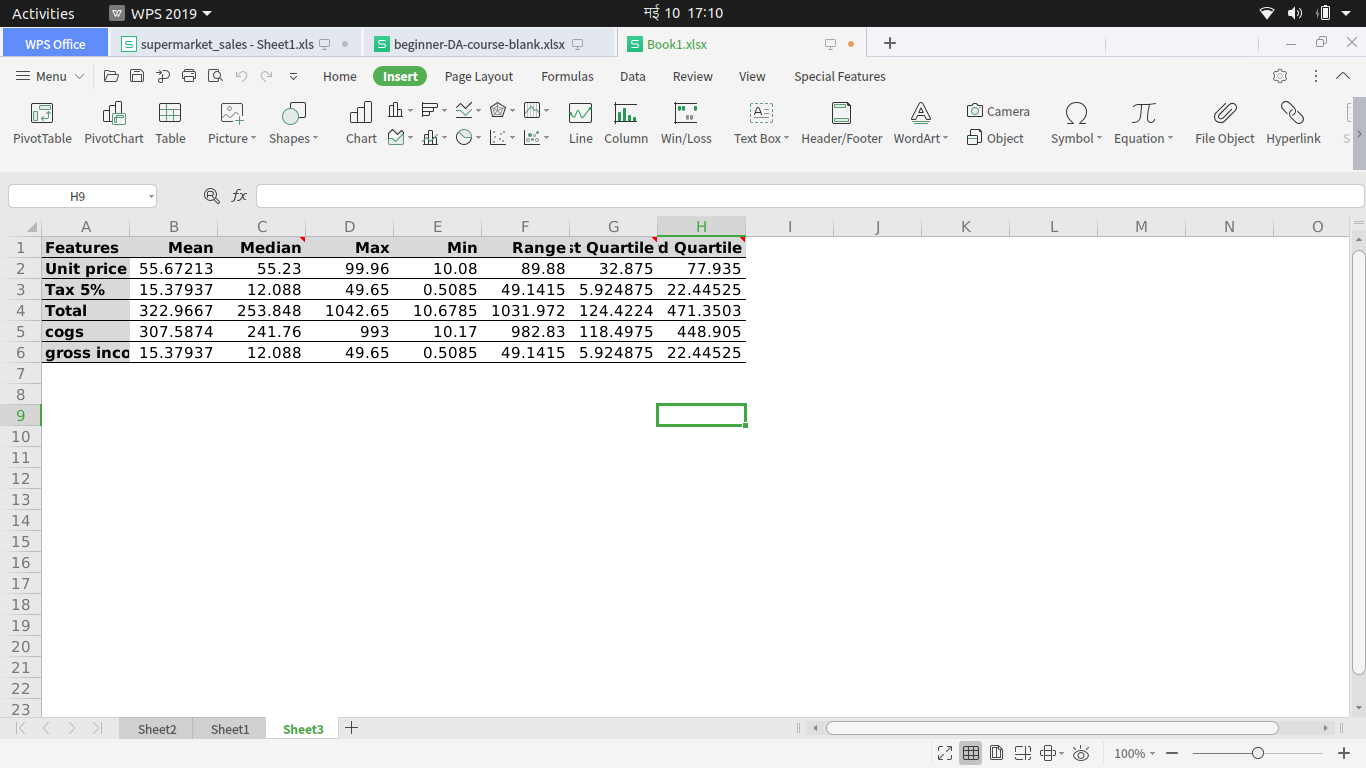 Activities WPS 2019 मई 10 17:10
WPS Office supermarket_sales - Sheet1.xls beginner-DA-course-blank.xlsx Book1.xlsx
Menu Home Insert Page Layout Formulas Data Review View Special Features
PivotTable PivotChart Table Picture Shapes Chart Line Column Win/Loss Text Box Header/Footer WordArt Camera Object Symbol Equation File Object Hyperlink
H9 fx
A B C D E F G H I J K L M N O
1 Features Mean Median Max Min Range st Quartile d Quartile
2 Unit price 55.67213 55.23 99.96 10.08 89.88 32.875 77.935
3 Tax 5% 15.37937 12.088 49.65 0.5085 49.1415 5.924875 22.44525
4 Total 322.9667 253.848 1042.65 10.6785 1031.972 124.4224 471.3503
5 cogs 307.5874 241.76 993 10.17 982.83 118.4975 448.905
6 gross inco 15.37937 12.088 49.65 0.5085 49.1415 5.924875 22.44525
7
8
9
10
11
12
13
14
15
16
17
18
19
20
21
22
23
Sheet2 Sheet1 Sheet3
100%